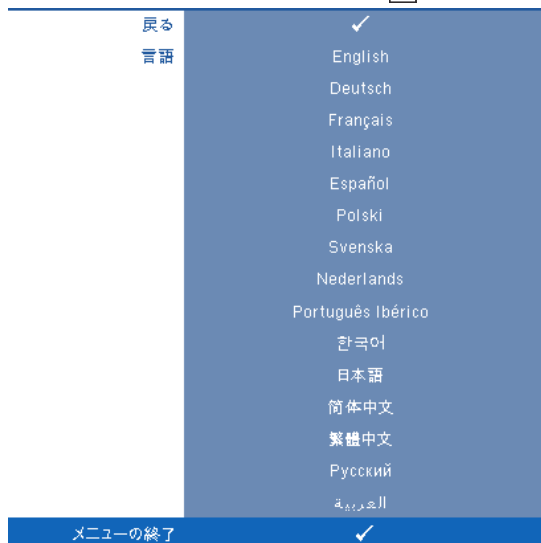 戻る
言語 English
Deutsch
Français
Italiano
Español
Polski
Svenska
Nederlands
Português Ibérico
한국어
日本語
简体中文
繁體中文
Русский
العربية
メニューの終了